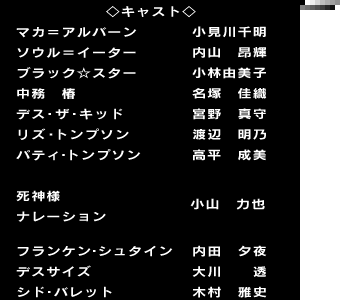 ◇キャスト◇
マカ＝アルバーン 小見川千明
ソウル＝イーター 内山 昂輝
ブラック☆スター 小林由美子
中務 椿 名塚 佳織
デス・ザ・キッド 宮野 真守
リズ・トンプソン 渡辺 明乃
パティ・トンプソン 高平 成美
死神様
ナレーション 小山 力也
フランケン・シュタイン 内田 夕夜
デスサイズ 大川 透
シド・バレット 木村 雅史